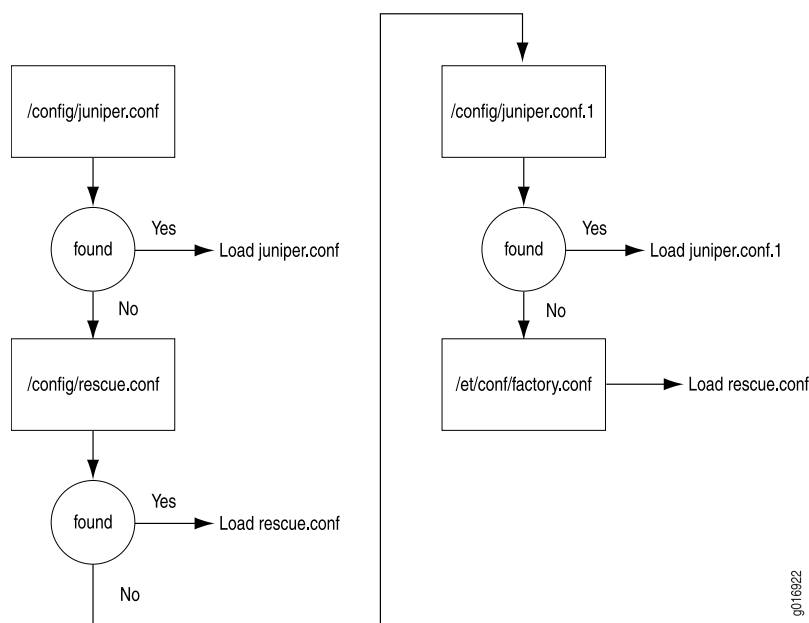 /config/juniper.conf
found
Yes
Load juniper.conf
No
/config/rescue.conf
found
Yes
Load rescue.conf
No
/config/juniper.conf.1
found
Yes
Load juniper.conf.1
No
/et/conf/factory.conf
Load rescue.conf
g016922